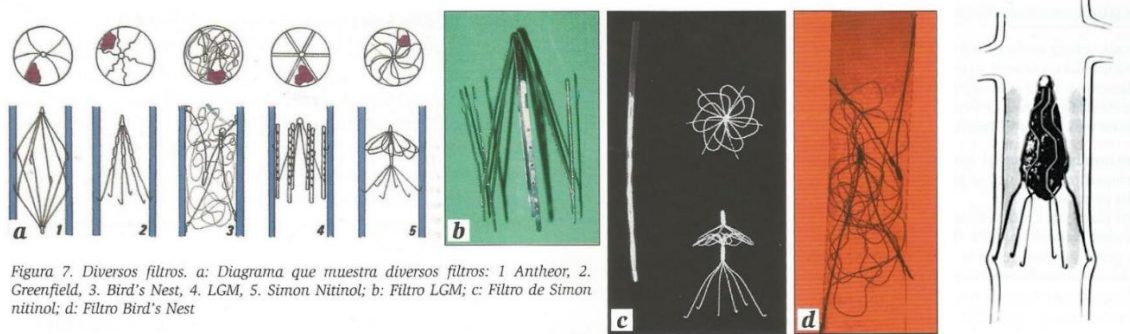 a
1
2
3
4
5
b
c
d
Figura 7. Diversos filtros. a: Diagrama que muestra diversos filtros: 1 Antheor, 2.
Greenfield, 3. Bird's Nest, 4. LGM, 5. Simon Nitinol; b: Filtro LGM; c: Filtro de Simon
nitinol; d: Filtro Bird's Nest